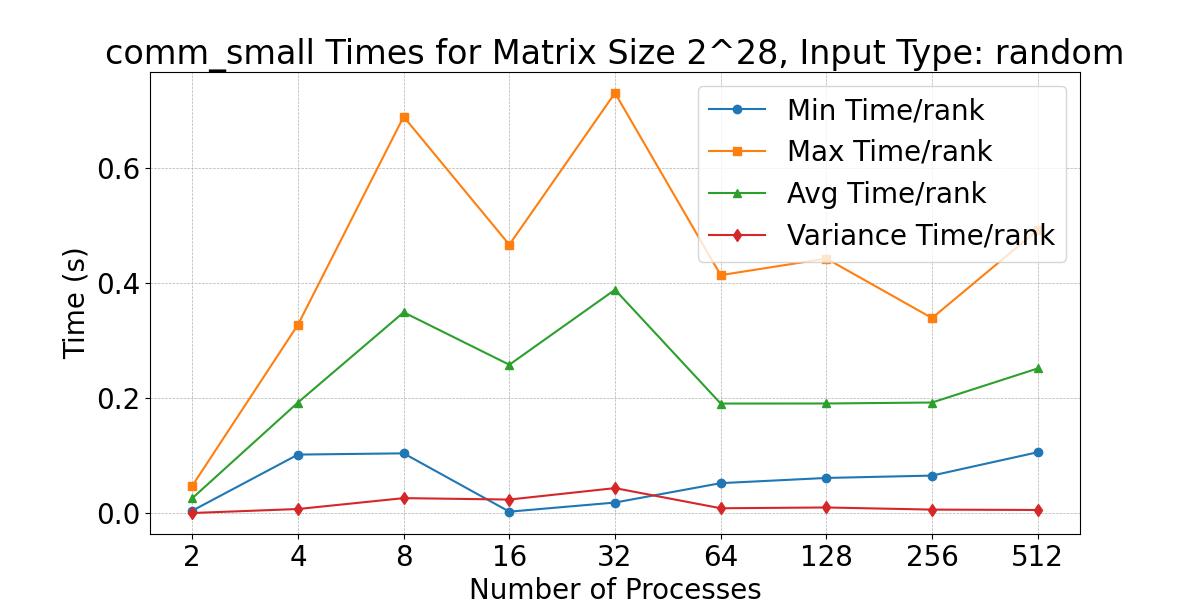 comm_small Times for Matrix Size 2^28, Input Type: random
Min Time/rank
Max Time/rank
Avg Time/rank
Variance Time/rank
Time (s)
0.6
0.4
0.2
0.0
2 4 8 16 32 64 128 256 512
Number of Processes